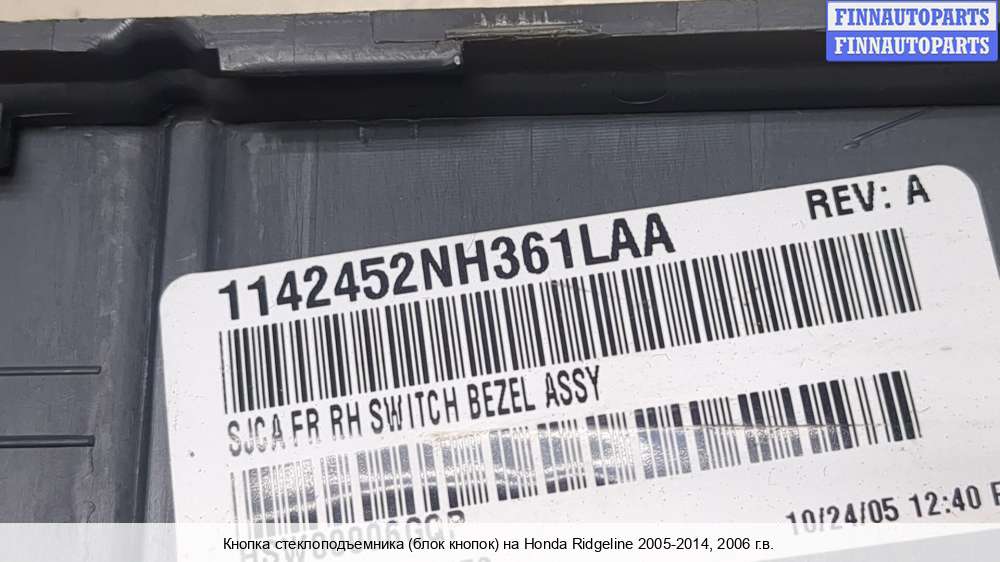 FINNAUTOPARTS
FINNAUTOPARTS
REV: A
1142452NH361LAA
SJCA FR RH SWITCH BEZEL ASSY
10/24/05 12:40
Кнопка стеклоподъемника (блок кнопок) на Honda Ridgeline 2005-2014, 2006 г.в.